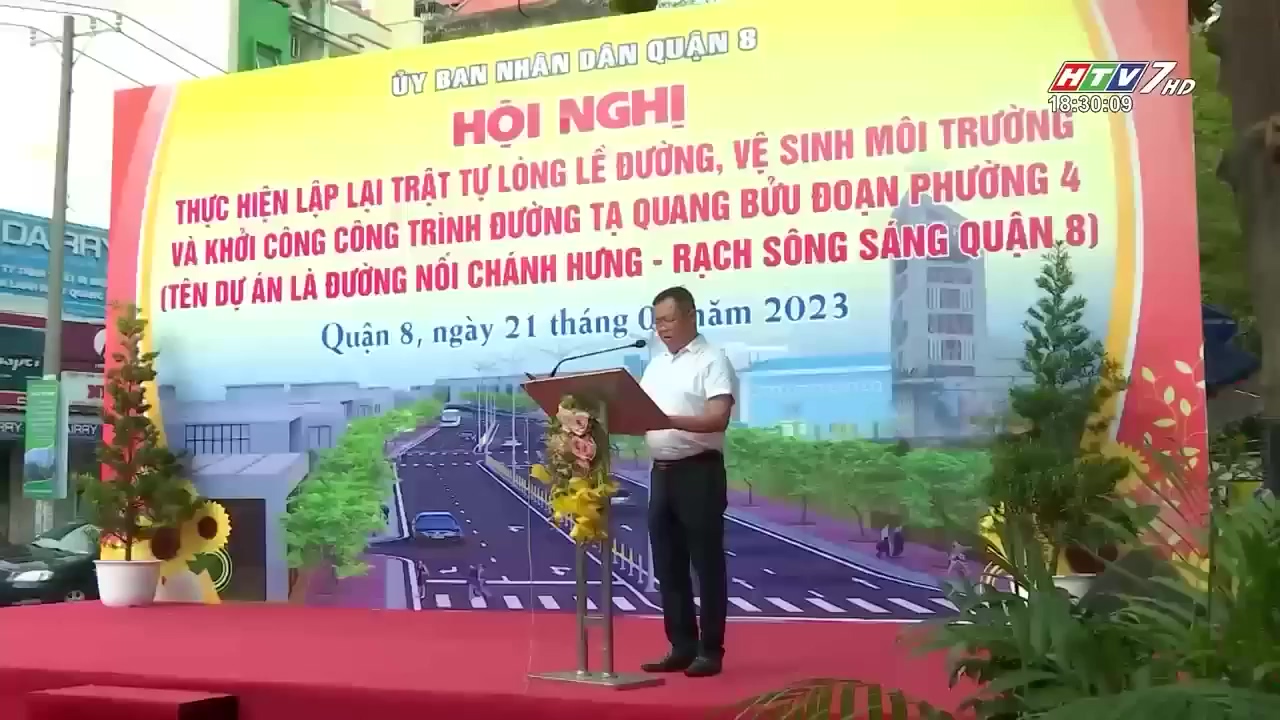 ỦY BAN NHÂN DÂN QUẬN 8
HTV7HD
18:30:09
HỘI NGHỊ
THỰC HIỆN LẬP LẠI TRẬT TỰ LÒNG LỀ ĐƯỜNG, VỆ SINH MÔI TRƯỜNG
VÀ KHỞI CÔNG CÔNG TRÌNH ĐƯỜNG TẠ QUANG BỬU ĐOẠN PHƯỜNG 4
(TÊN DỰ ÁN LÀ ĐƯỜNG NỐI CHÁNH HƯNG - RẠCH SÔNG SÁNG QUẬN 8)
Quận 8, ngày 21 tháng năm 2023
DAIRRY